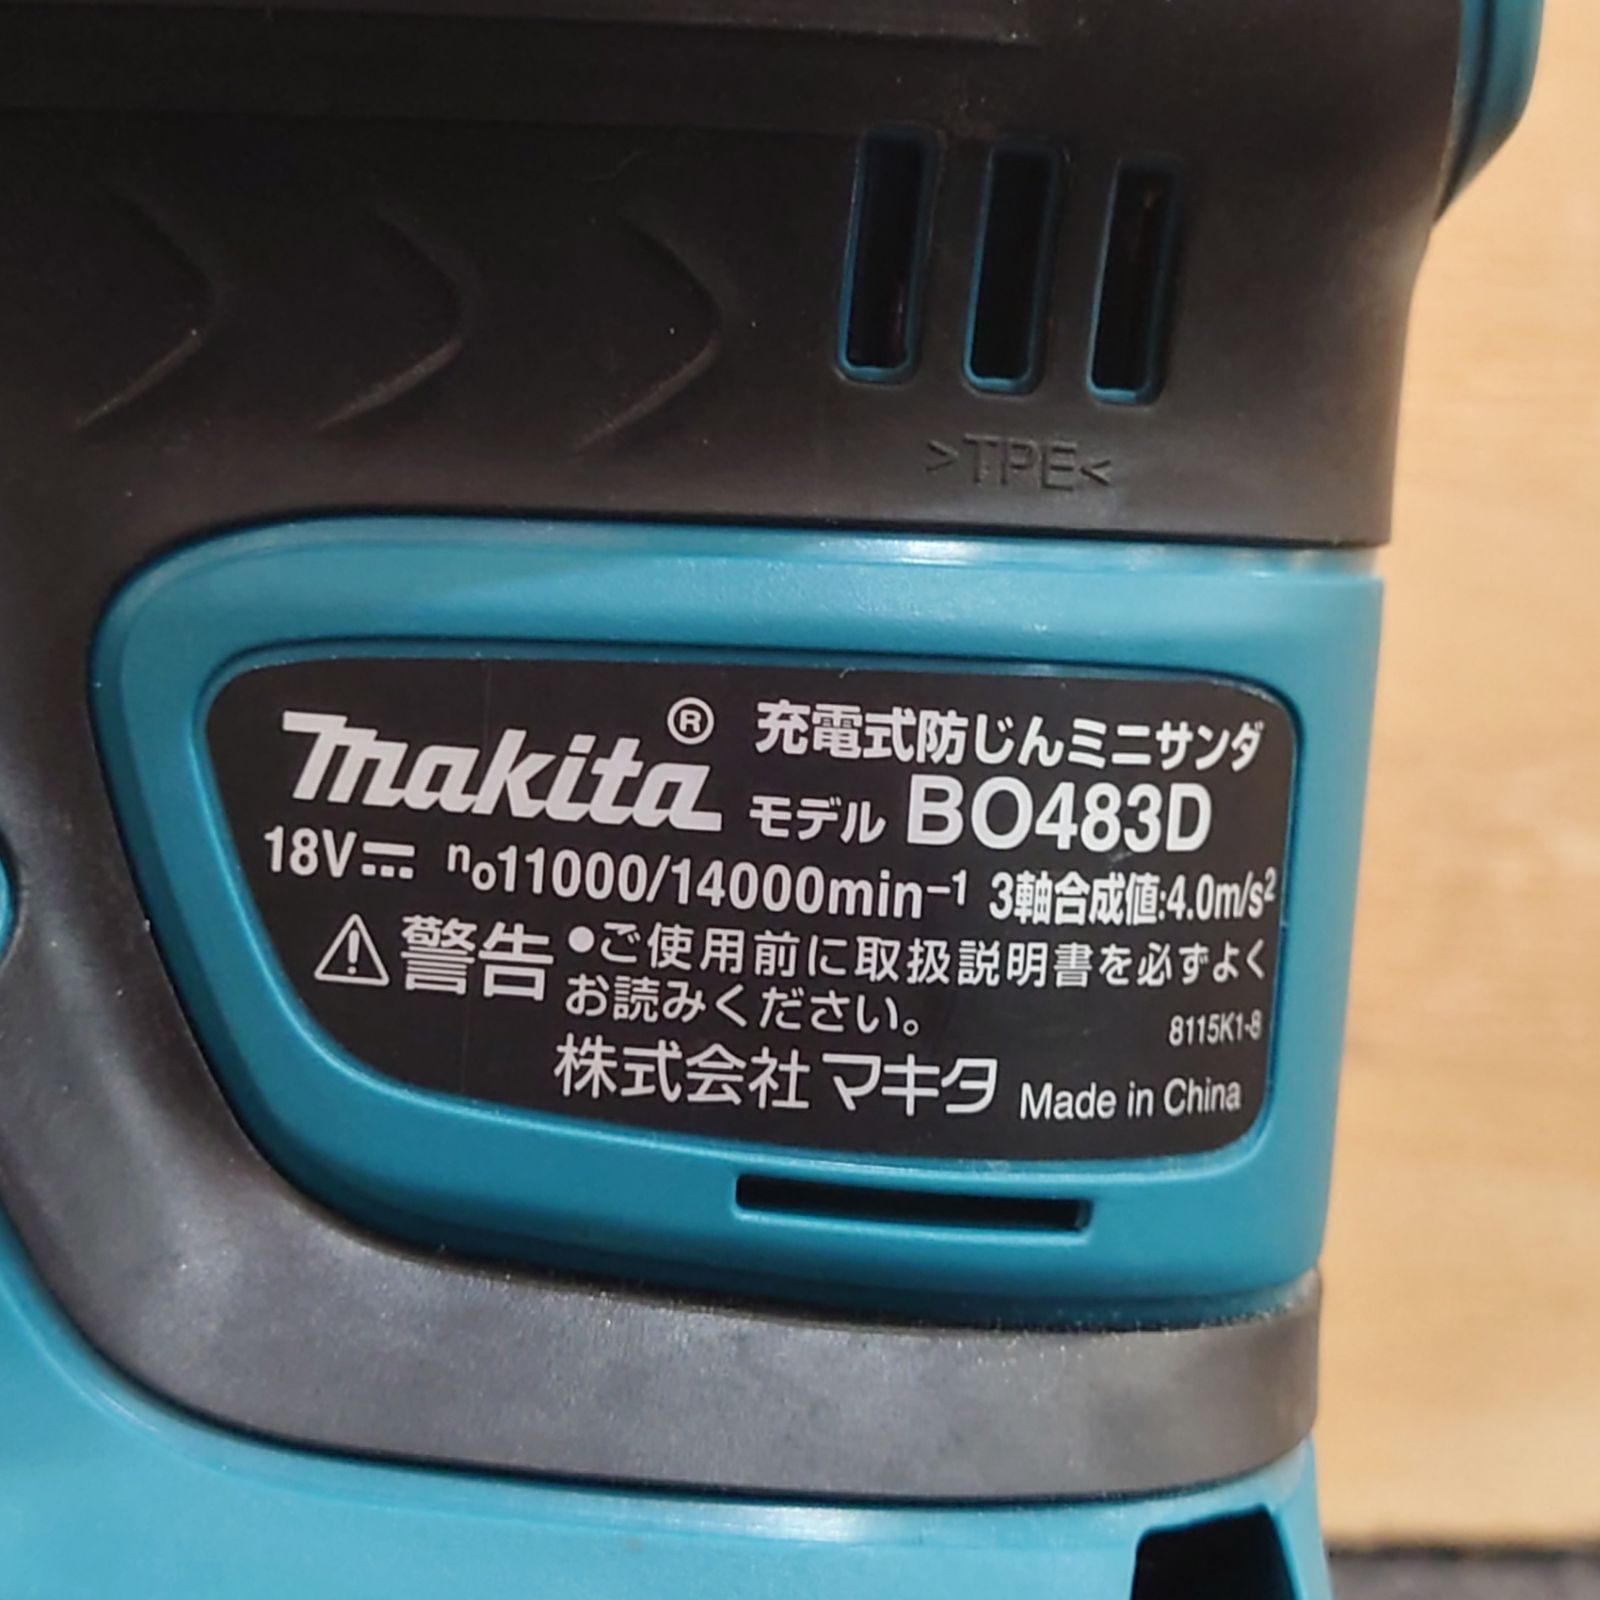 >TPE<
makita® 充電式防じんミニサンダ
モデル BO483D
18V⎓ n₀11000/14000min⁻¹ 3軸合成値:4.0m/s²
⚠警告 ●ご使用前に取扱説明書を必ずよく
お読みください。
8115K1-8
株式会社マキタ Made in China